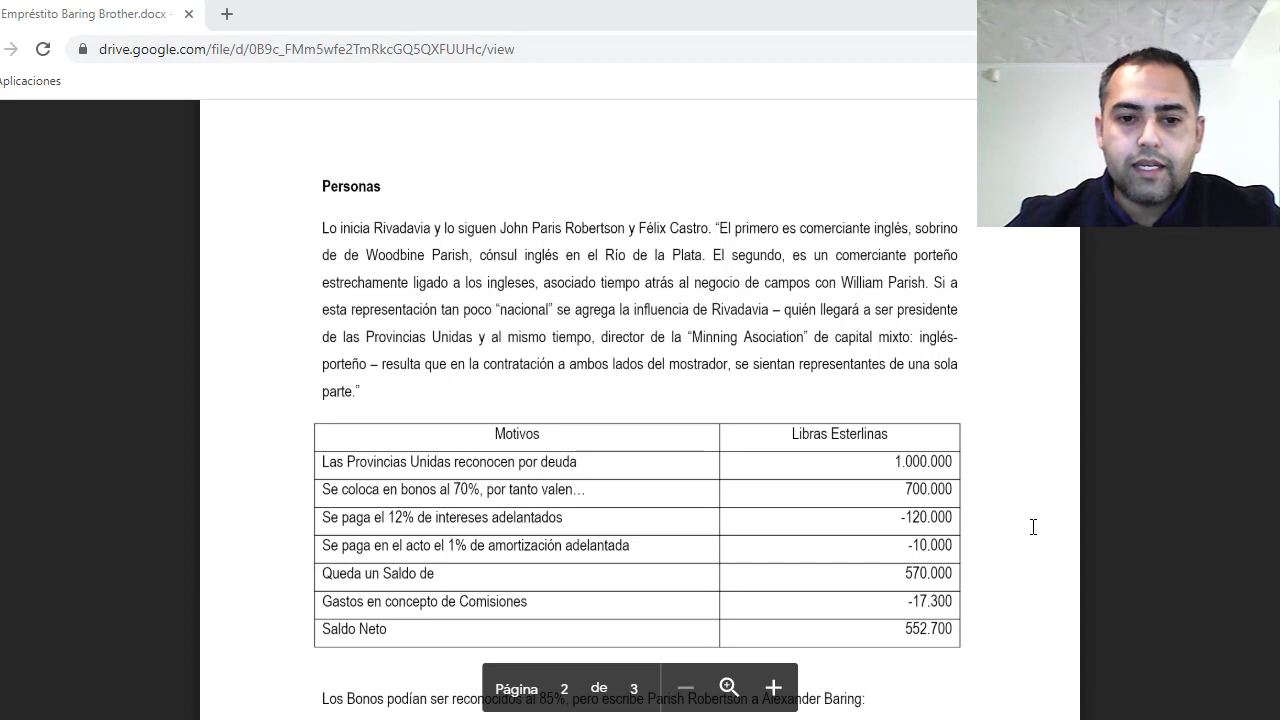 Empréstito Baring Brother.docx -
drive.google.com/file/d/0B9c_FMm5wfe2TmRkcGQ5QXFUUHc/view
Aplicaciones
Personas
Lo inicia Rivadavia y lo siguen John Paris Robertson y Félix Castro. “El primero es comerciante inglés, sobrino
de de Woodbine Parish, cónsul inglés en el Río de la Plata. El segundo, es un comerciante porteño
estrechamente ligado a los ingleses, asociado tiempo atrás al negocio de campos con William Parish. Si a
esta representación tan poco “nacional” se agrega la influencia de Rivadavia – quién llegará a ser presidente
de las Provincias Unidas y al mismo tiempo, director de la “Minning Asociation” de capital mixto: inglés-
porteño – resulta que en la contratación a ambos lados del mostrador, se sientan representantes de una sola
parte.”
Motivos Libras Esterlinas
Las Provincias Unidas reconocen por deuda 1.000.000
Se coloca en bonos al 70%, por tanto valen… 700.000
Se paga el 12% de intereses adelantados -120.000
Se paga en el acto el 1% de amortización adelantada -10.000
Queda un Saldo de 570.000
Gastos en concepto de Comisiones -17.300
Saldo Neto 552.700
Página 2 de 3
Los Bonos podían ser reconocidos al 85%, pero escribe Parish Robertson a Alexander Baring: